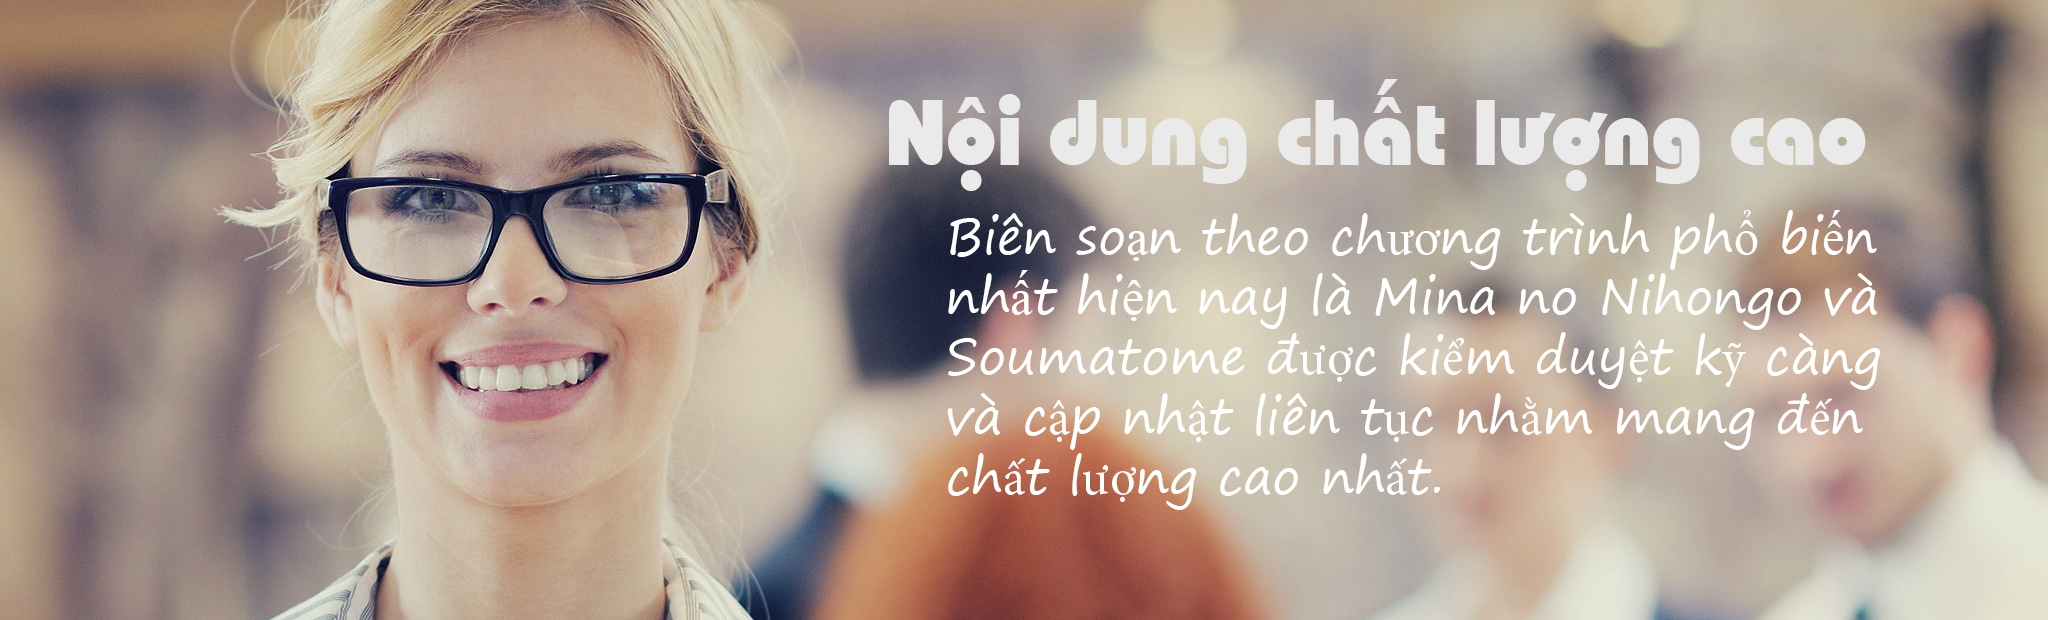 Nội dung chất lượng cao
Biên soạn theo chương trình phổ biến
nhất hiện nay là Mina no Nihongo và
Soumatome được kiểm duyệt kỹ càng
và cập nhật liên tục nhằm mang đến
chất lượng cao nhất.